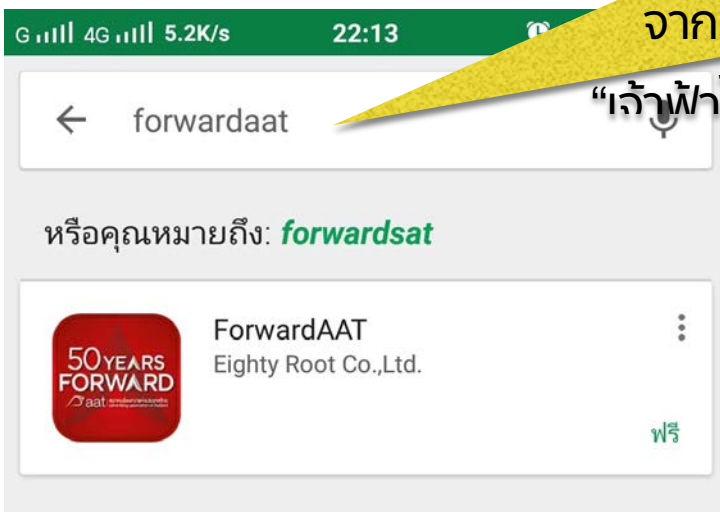 G 4G 5.2K/s 22:13
จาก
“เจ้าฟ้า
forwardaat
หรือคุณหมายถึง: forwardsat
ForwardAAT
Eighty Root Co.,Ltd.
50 YEARS
FORWARD
aat
ฟรี